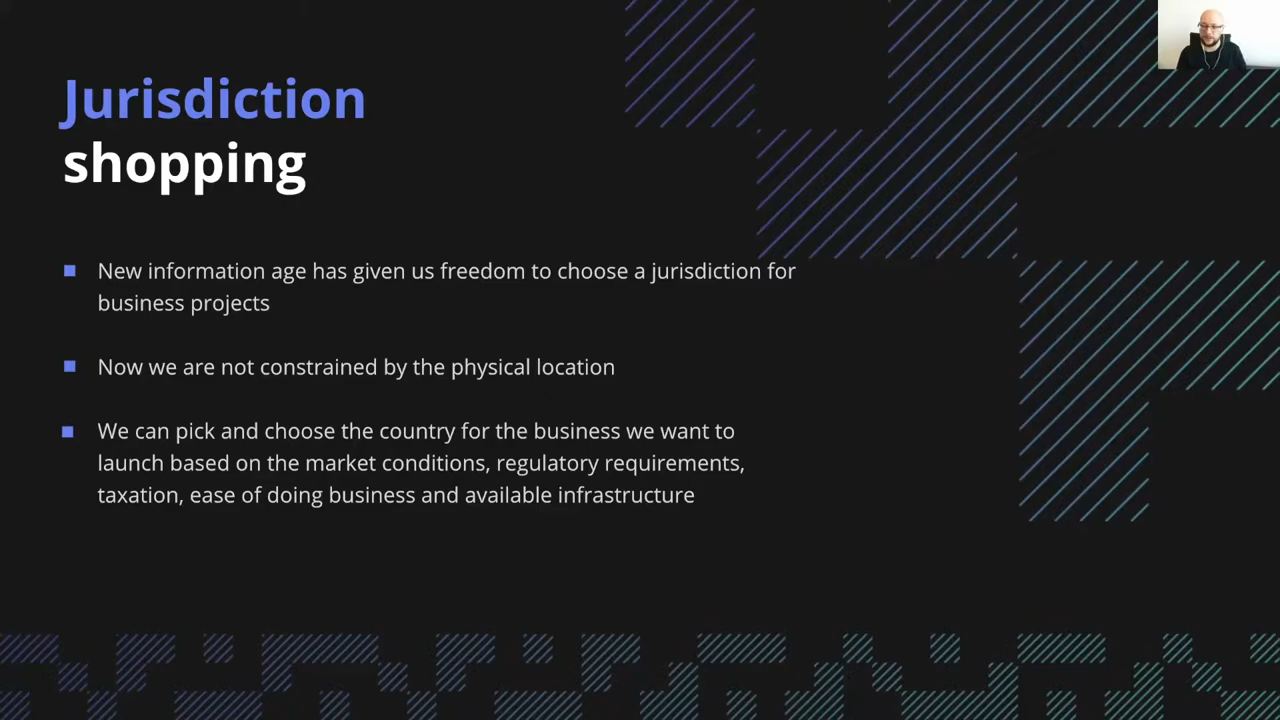 Jurisdiction
shopping
New information age has given us freedom to choose a jurisdiction for
business projects
Now we are not constrained by the physical location
We can pick and choose the country for the business we want to
launch based on the market conditions, regulatory requirements,
taxation, ease of doing business and available infrastructure